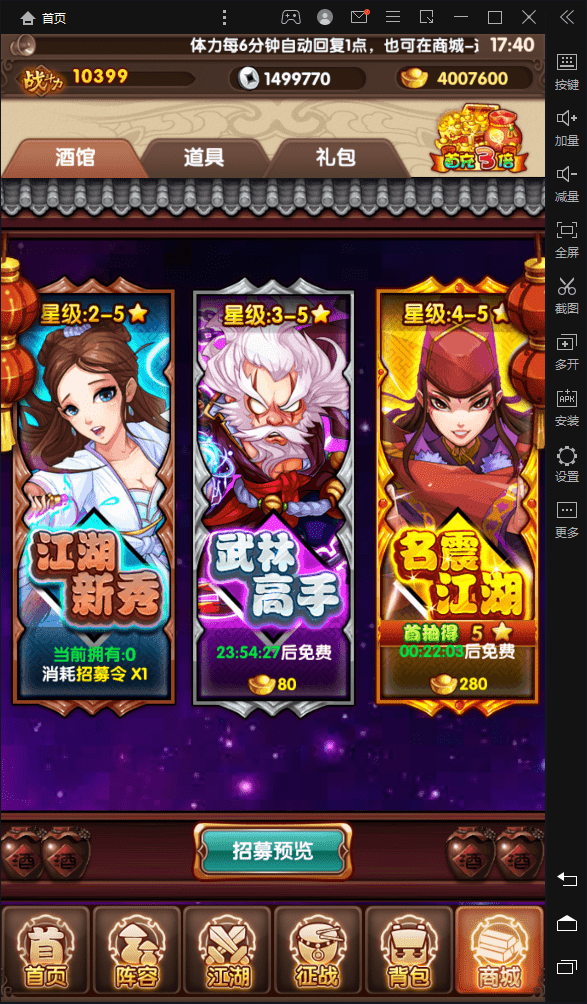 首页
体力每6分钟自动回复1点，也可在商城-
17:40
战力 10399
1499770
4007600
酒馆
道具
礼包
首充3倍
星级:2-5
星级:3-5
星级:4-5
江湖新秀
武林高手
名震江湖
首抽得 5
当前拥有:0
消耗招募令 X1
23:54:27后免费
80
00:22:03后免费
280
招募预览
酒
酒
酒
酒
首页
阵容
江湖
征战
背包
商城
按键
加量
减量
全屏
截图
多开
APK
安装
设置
更多